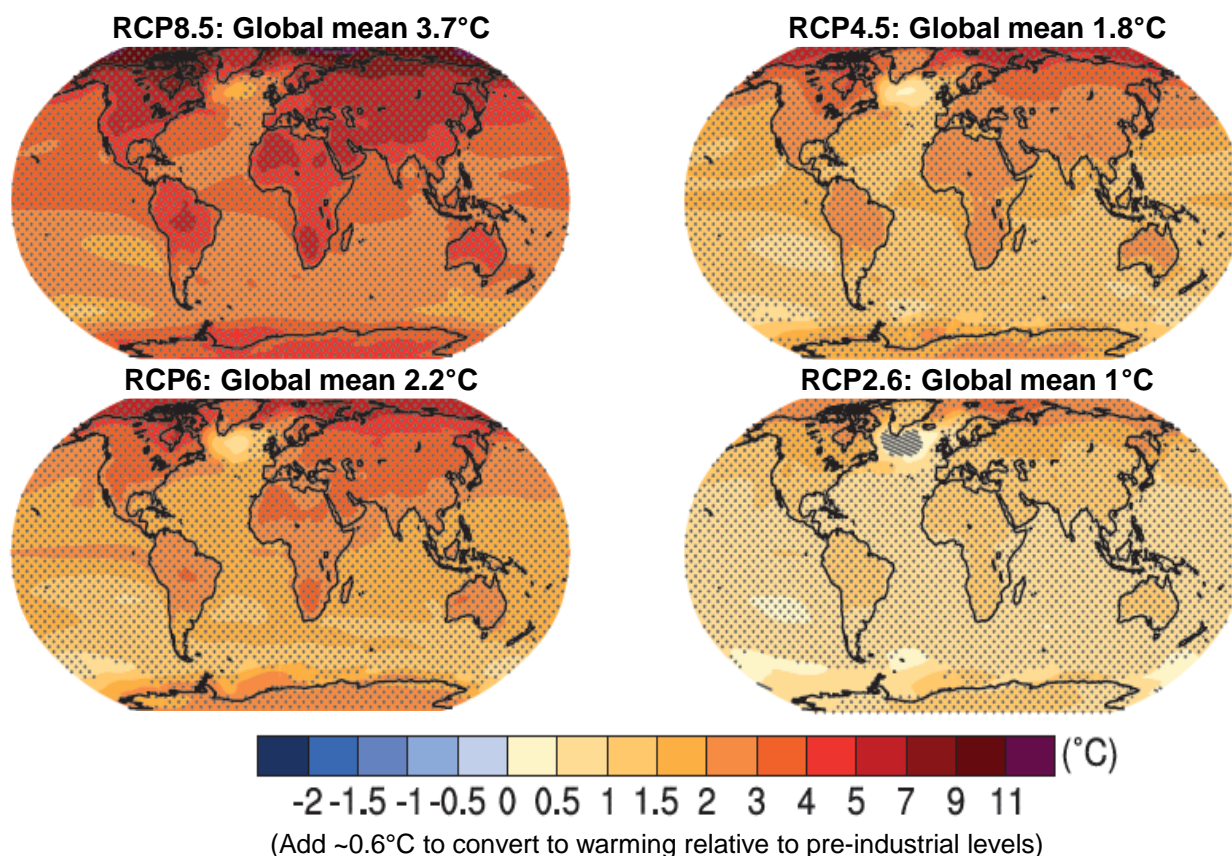 RCP8.5: Global mean 3.7°C
RCP4.5: Global mean 1.8°C
RCP6: Global mean 2.2°C
RCP2.6: Global mean 1°C
(°C)
-2 -1.5 -1 -0.5 0 0.5 1 1.5 2 3 4 5 7 9 11
(Add ~0.6°C to convert to warming relative to pre-industrial levels)